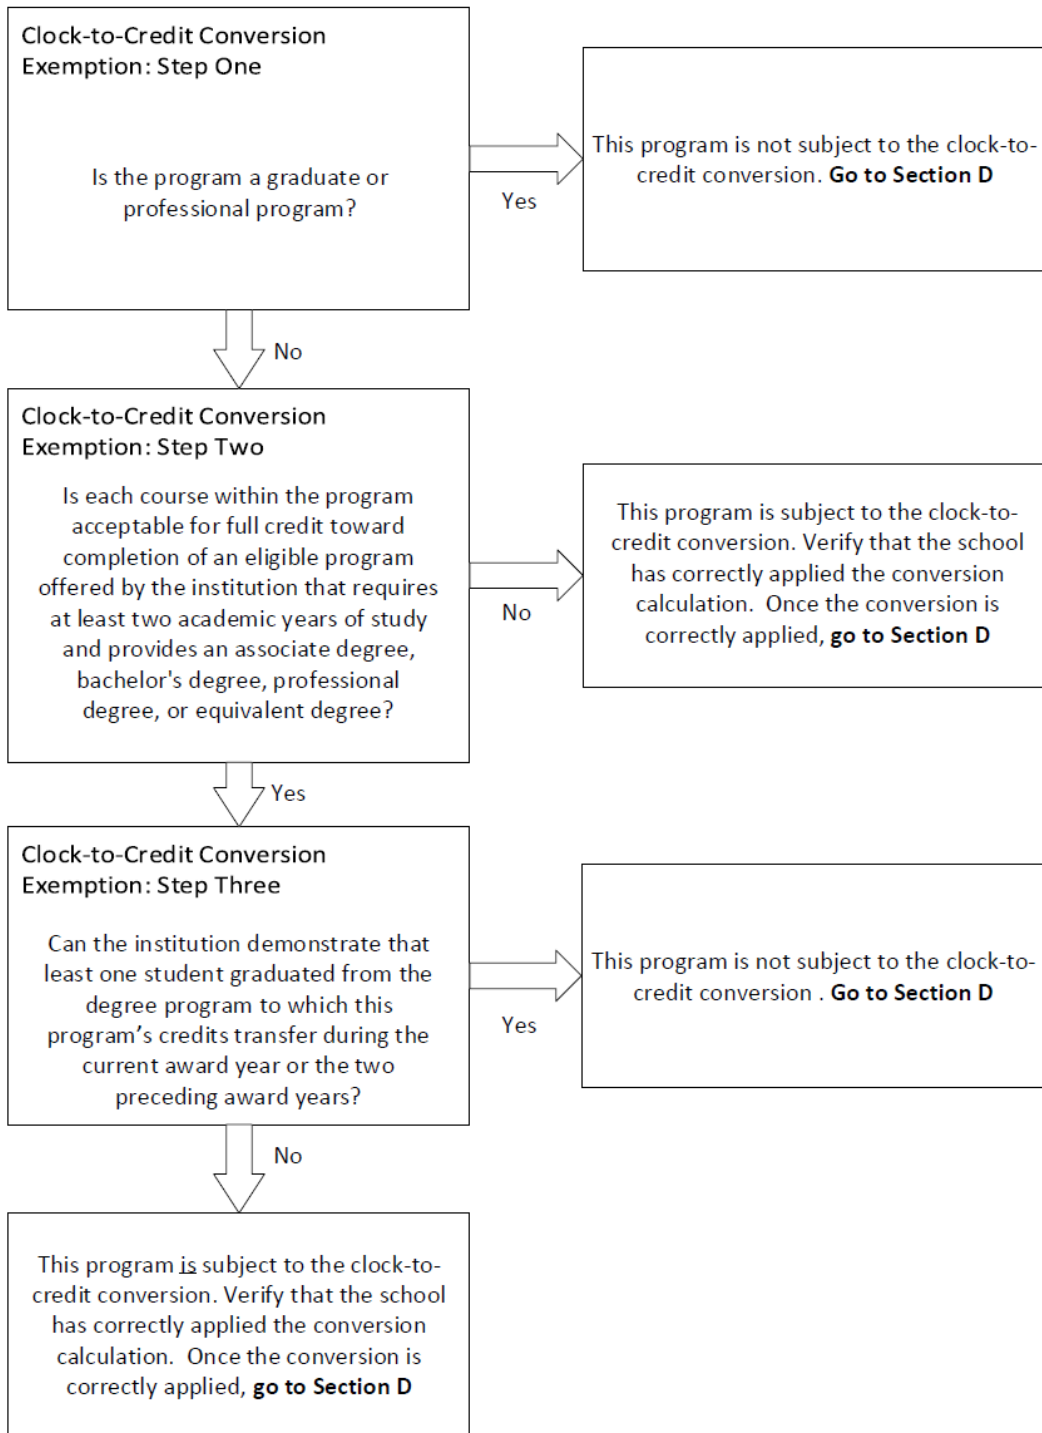 Clock-to-Credit Conversion
Exemption: Step One
Is the program a graduate or
professional program?
Yes
This program is not subject to the clock-to-
credit conversion. Go to Section D
No
Clock-to-Credit Conversion
Exemption: Step Two
Is each course within the program
acceptable for full credit toward
completion of an eligible program
offered by the institution that requires
at least two academic years of study
and provides an associate degree,
bachelor's degree, professional
degree, or equivalent degree?
No
This program is subject to the clock-to-
credit conversion. Verify that the school
has correctly applied the conversion
calculation.  Once the conversion is
correctly applied, go to Section D
Yes
Clock-to-Credit Conversion
Exemption: Step Three
Can the institution demonstrate that
least one student graduated from the
degree program to which this
program’s credits transfer during the
current award year or the two
preceding award years?
Yes
This program is not subject to the clock-to-
credit conversion . Go to Section D
No
This program is subject to the clock-to-
credit conversion. Verify that the school
has correctly applied the conversion
calculation.  Once the conversion is
correctly applied, go to Section D